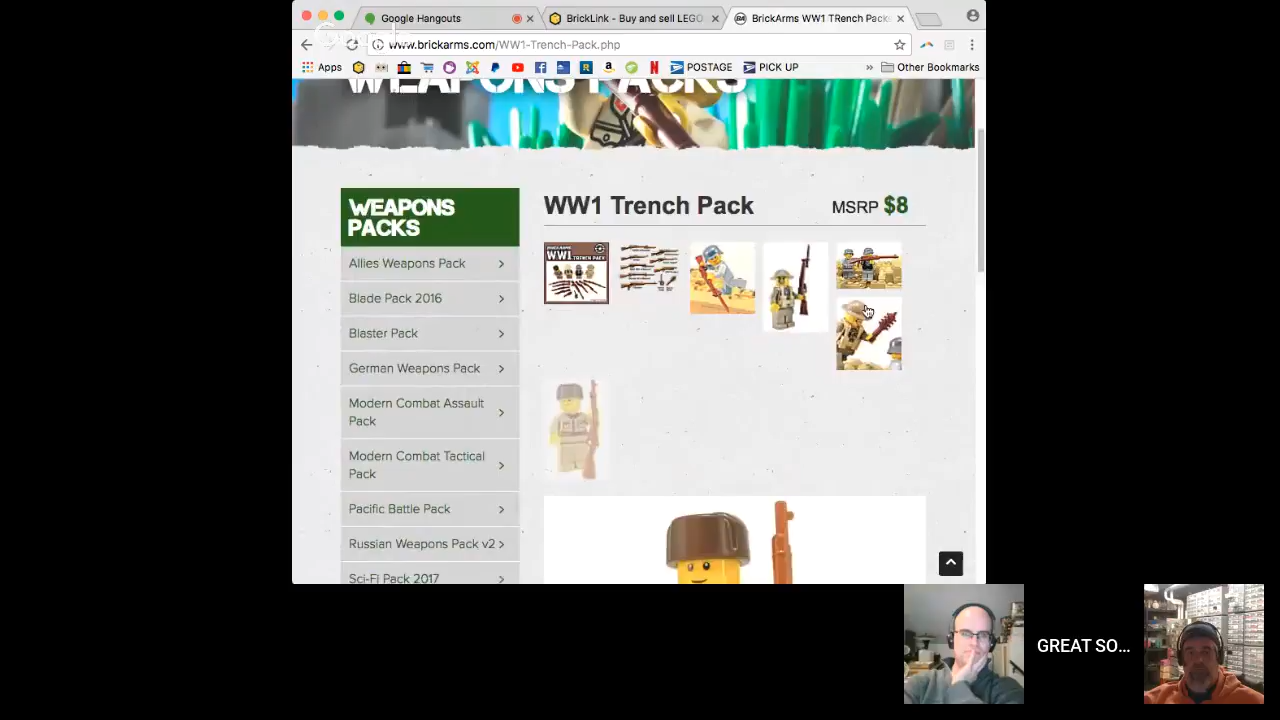 Google Hangouts
BrickLink - Buy and sell LEGO
BrickArms WW1 TRench Pack
www.brickarms.com/WW1-Trench-Pack.php
Apps
POSTAGE
PICK UP
»
Other Bookmarks
WEAPONS PACKS
WEAPONS
PACKS
Allies Weapons Pack
Blade Pack 2016
Blaster Pack
German Weapons Pack
Modern Combat Assault
Pack
Modern Combat Tactical
Pack
Pacific Battle Pack
Russian Weapons Pack v2
Sci-Fi Pack 2017
WW1 Trench Pack
MSRP $8
WW1
TRENCH PACK
GREAT SO...